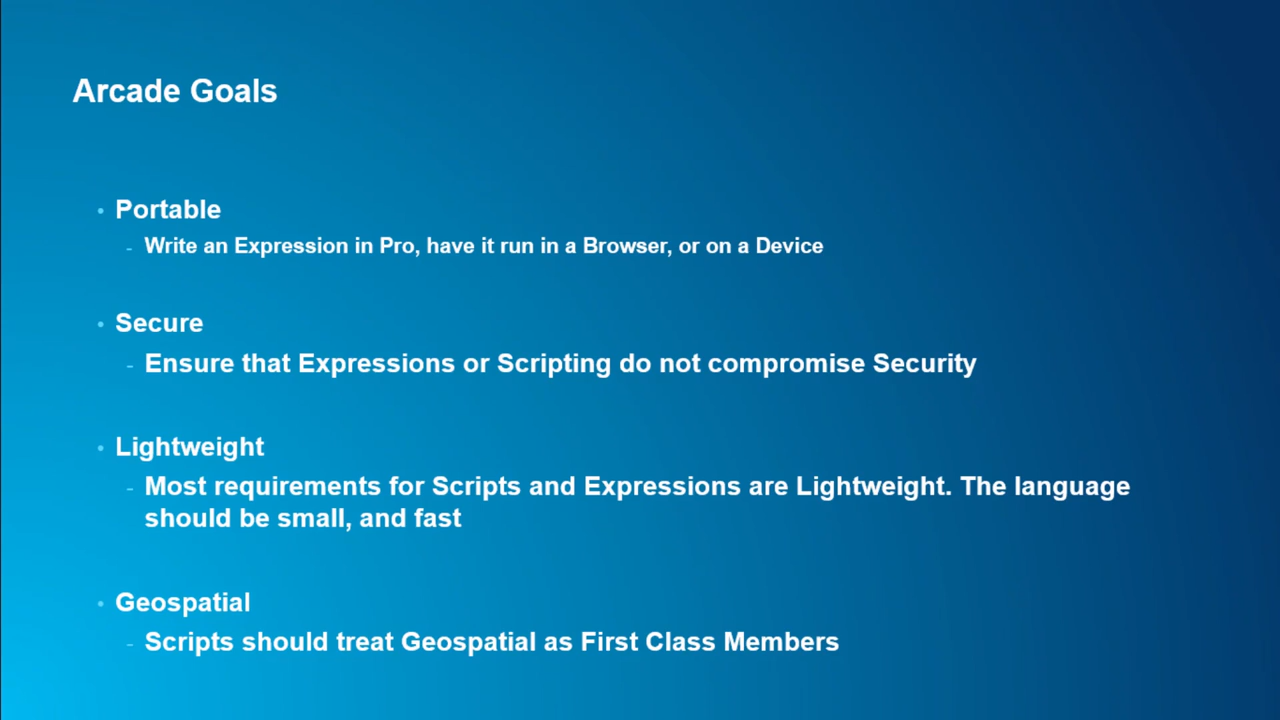 Arcade Goals
• Portable
- Write an Expression in Pro, have it run in a Browser, or on a Device
• Secure
- Ensure that Expressions or Scripting do not compromise Security
• Lightweight
- Most requirements for Scripts and Expressions are Lightweight. The language
should be small, and fast
• Geospatial
- Scripts should treat Geospatial as First Class Members